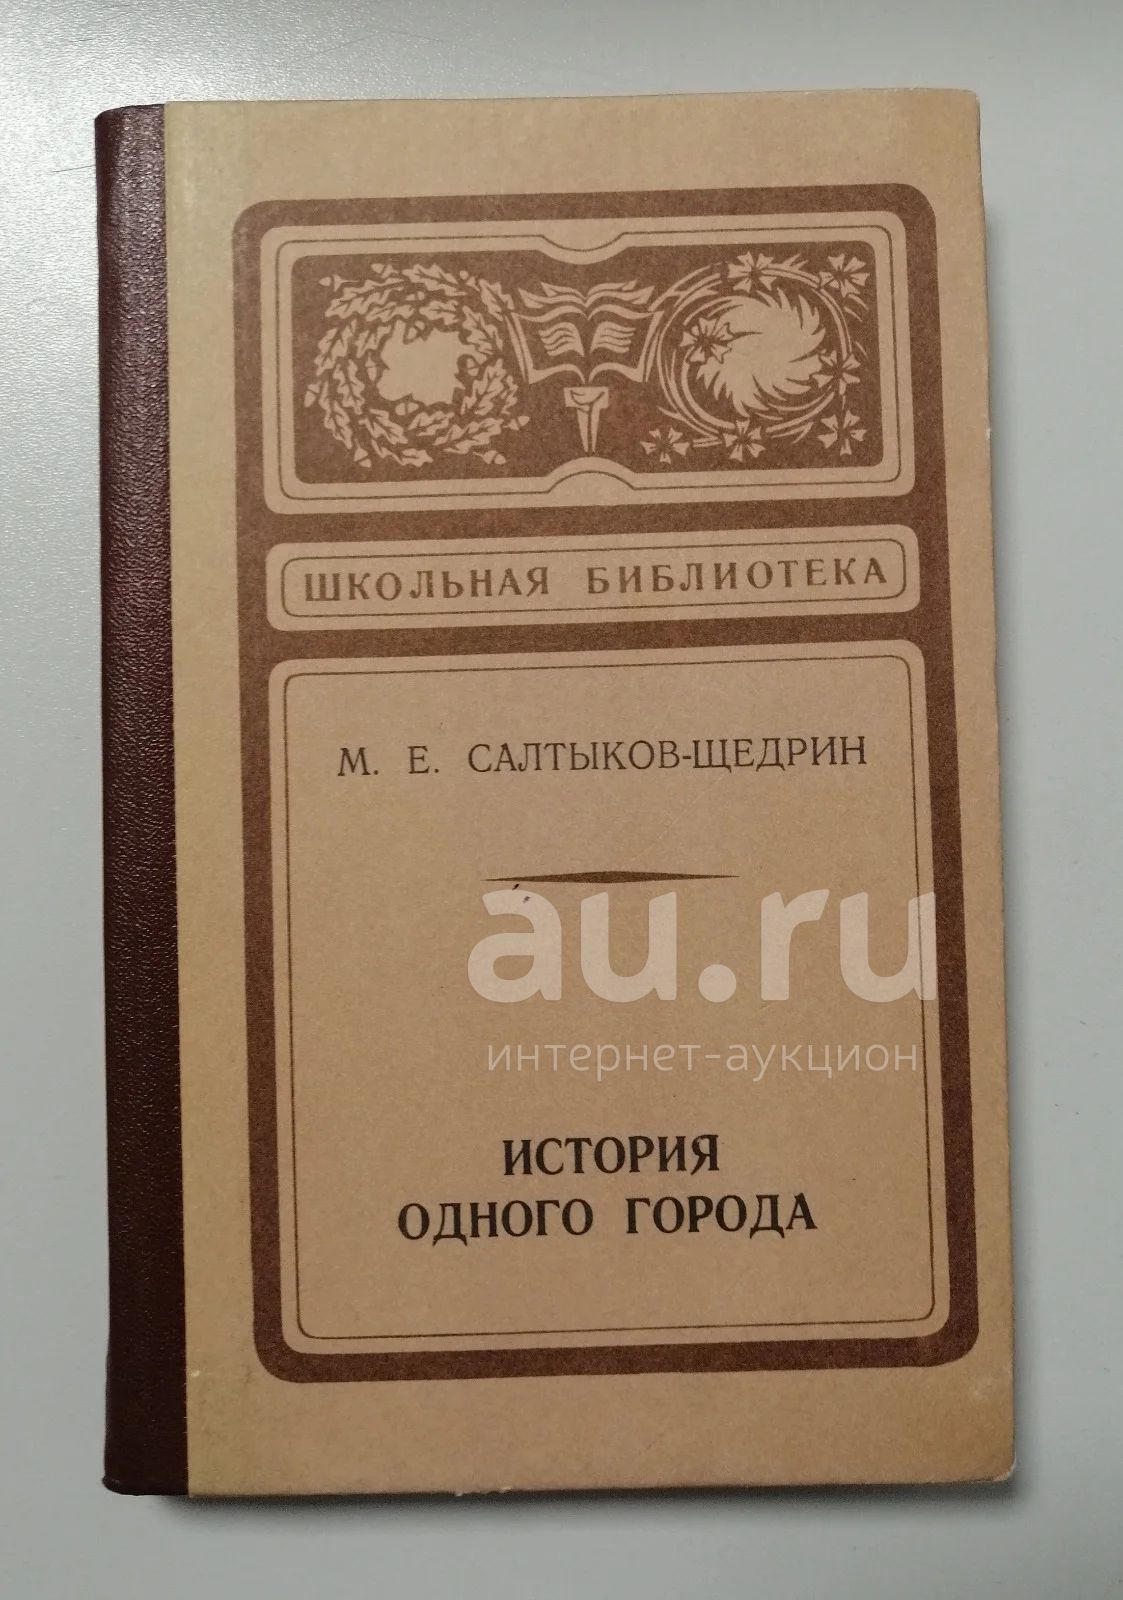 ШКОЛЬНАЯ БИБЛИОТЕКА
М. Е. САЛТЫКОВ-ЩЕДРИН
au.ru
интернет-аукцион
ИСТОРИЯ
ОДНОГО ГОРОДА